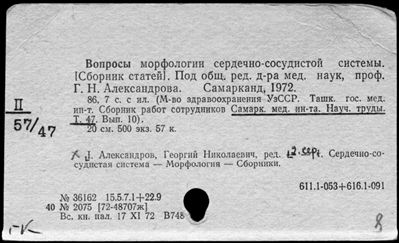 Вопросы морфологии сердечно-сосудистой системы.
[Сборник статей]. Под общ. ред. д-ра мед. наук, проф.
Г. Н. Александрова. Самарканд, 1972.
86, 7 с. с ил. (М-во здравоохранения УзССР. Ташк. гос. мед.
ин-т. Сборник работ сотрудников Самарк. мед. ин-та. Науч. труды.
Т. 47. Вып. 10).
20 см. 500 экз. 57 к.
II
57/47
1. Александров, Георгий Николаевич, ред. 2. сер. Сердечно-со-
судистая система — Морфология — Сборники.
611.1-053+616.1-091
№ 36162 15.5.7.1+22.9
40 № 2075 [72-48707ж]
Вс. кн. пал. 17 XI 72 В748
гк
8